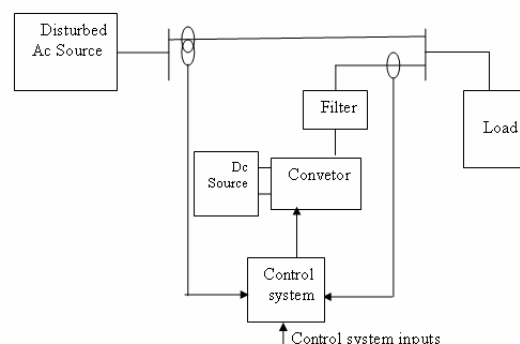 Disturbed
Ac Source
Filter
Load
Dc
Source
Convetor
Control
system
Control system inputs